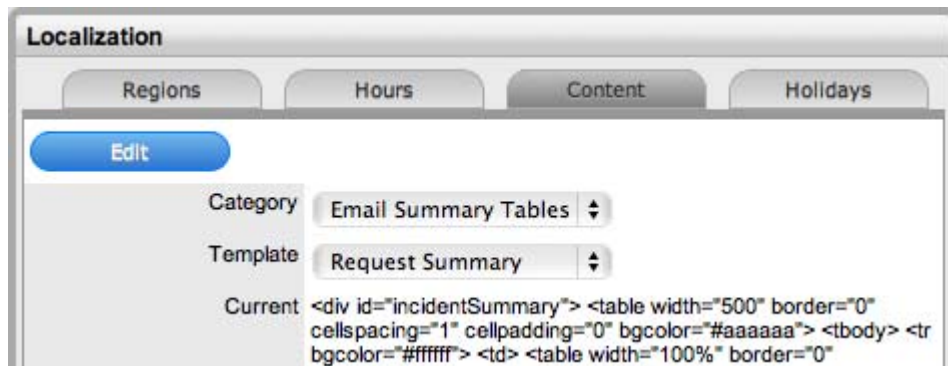 Localization
Regions Hours Content Holidays
Edit
Category Email Summary Tables
Template Request Summary
Current <div id="incidentSummary"> <table width="500" border="0"
cellspacing="1" cellpadding="0" bgcolor="#aaaaaa"> <tbody> <tr
bgcolor="#ffffff"> <td> <table width="100%" border="0"